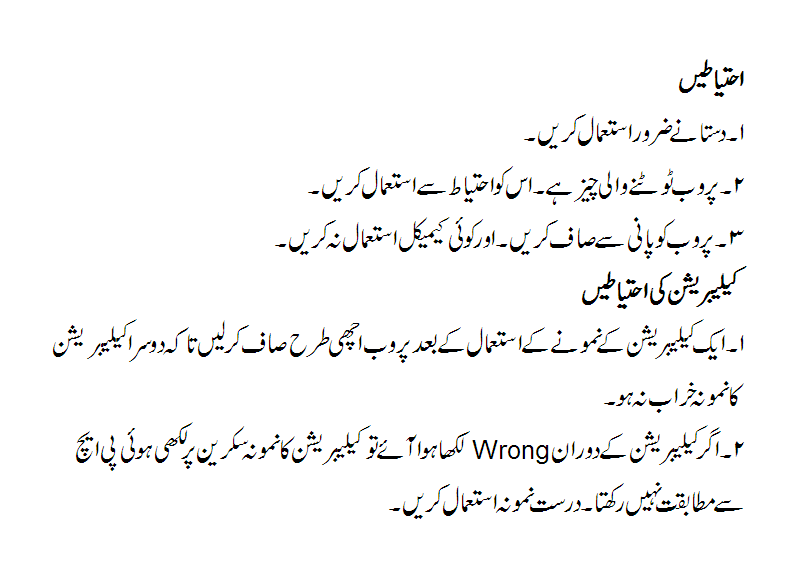 احتیاطیں
۱۔دستانے ضرور استعمال کریں۔
۲۔ پروب ٹوٹنے والی چیز ہے۔اس کو احتیاط سے استعمال کریں۔
۳۔ پروب کو پانی سے صاف کریں۔اور کوئی کیمیکل استعمال نہ کریں۔
کیلیبریشن کی احتیاطیں
۱۔ایک کیلیبریشن کے نمونے کے استعمال کے بعد پروب اچھی طرح صاف کرلیں تاکہ دوسرا کیلیبریشن
کا نمونہ خراب نہ ہو۔
۲۔اگر کیلیبریشن کے دوران Wrong لکھا ہوا آئے تو کیلیبریشن کا نمونہ سکرین پر لکھی ہوئی پی ایچ
سے مطابقت نہیں رکھتا۔درست نمونہ استعمال کریں۔